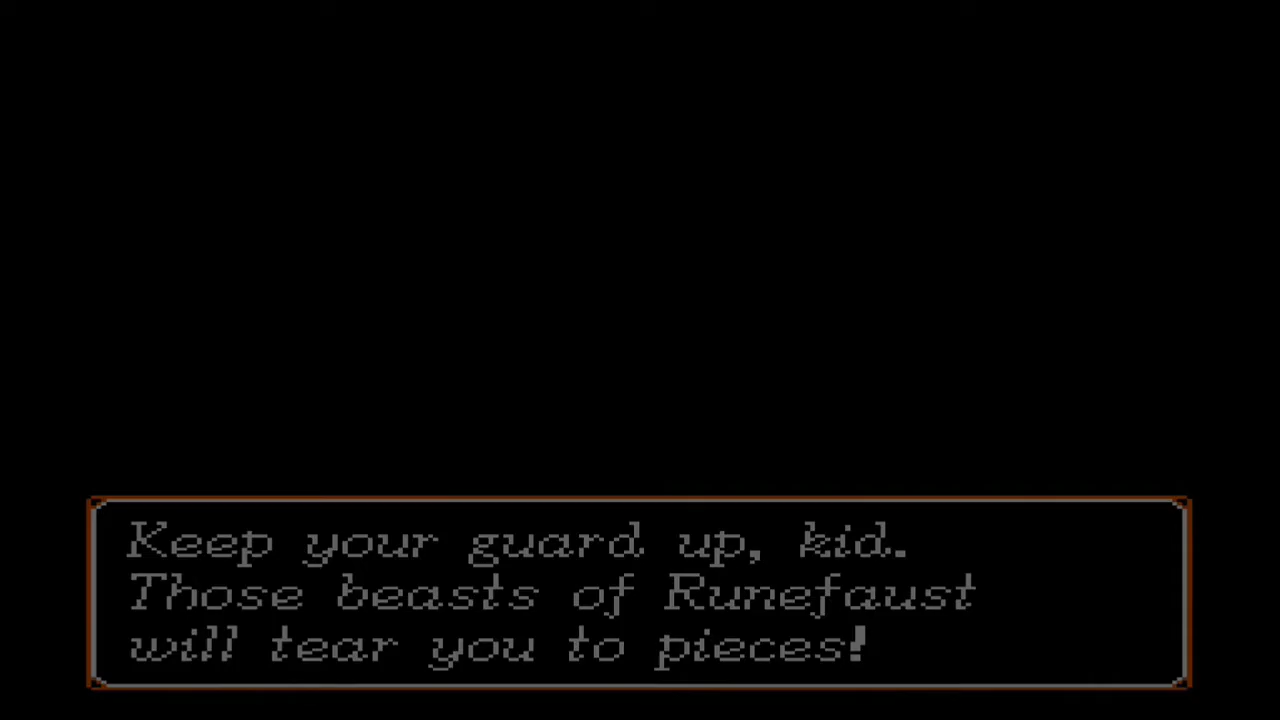 Keep your guard up, kid.
Those beasts of Runefaust
will tear you to pieces!